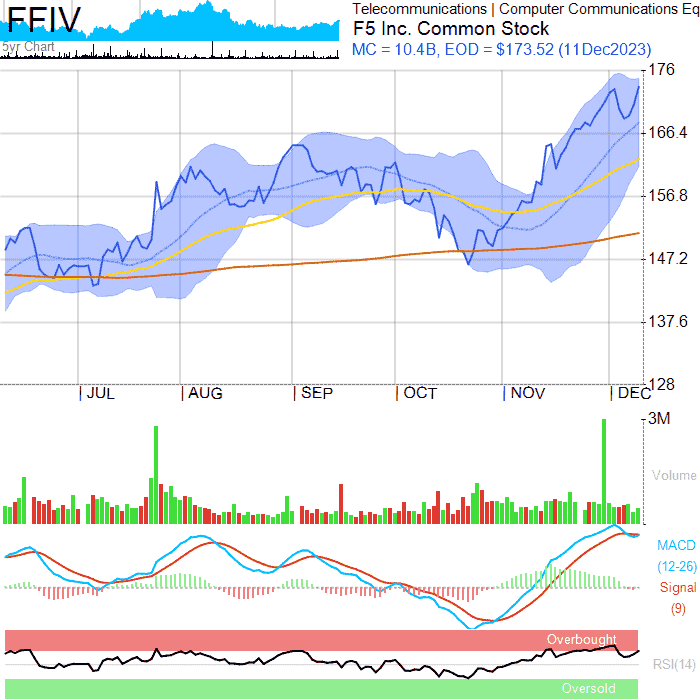 FFIV
5yr Chart
Telecommunications | Computer Communications Eq
F5 Inc. Common Stock
MC = 10.4B, EOD = $173.52 (11Dec2023)
176
166.4
156.8
147.2
137.6
128
| JUL | AUG | SEP | OCT | NOV | DEC
3M
Volume
MACD
(12-26)
Signal
(9)
Overbought
RSI(14)
Oversold